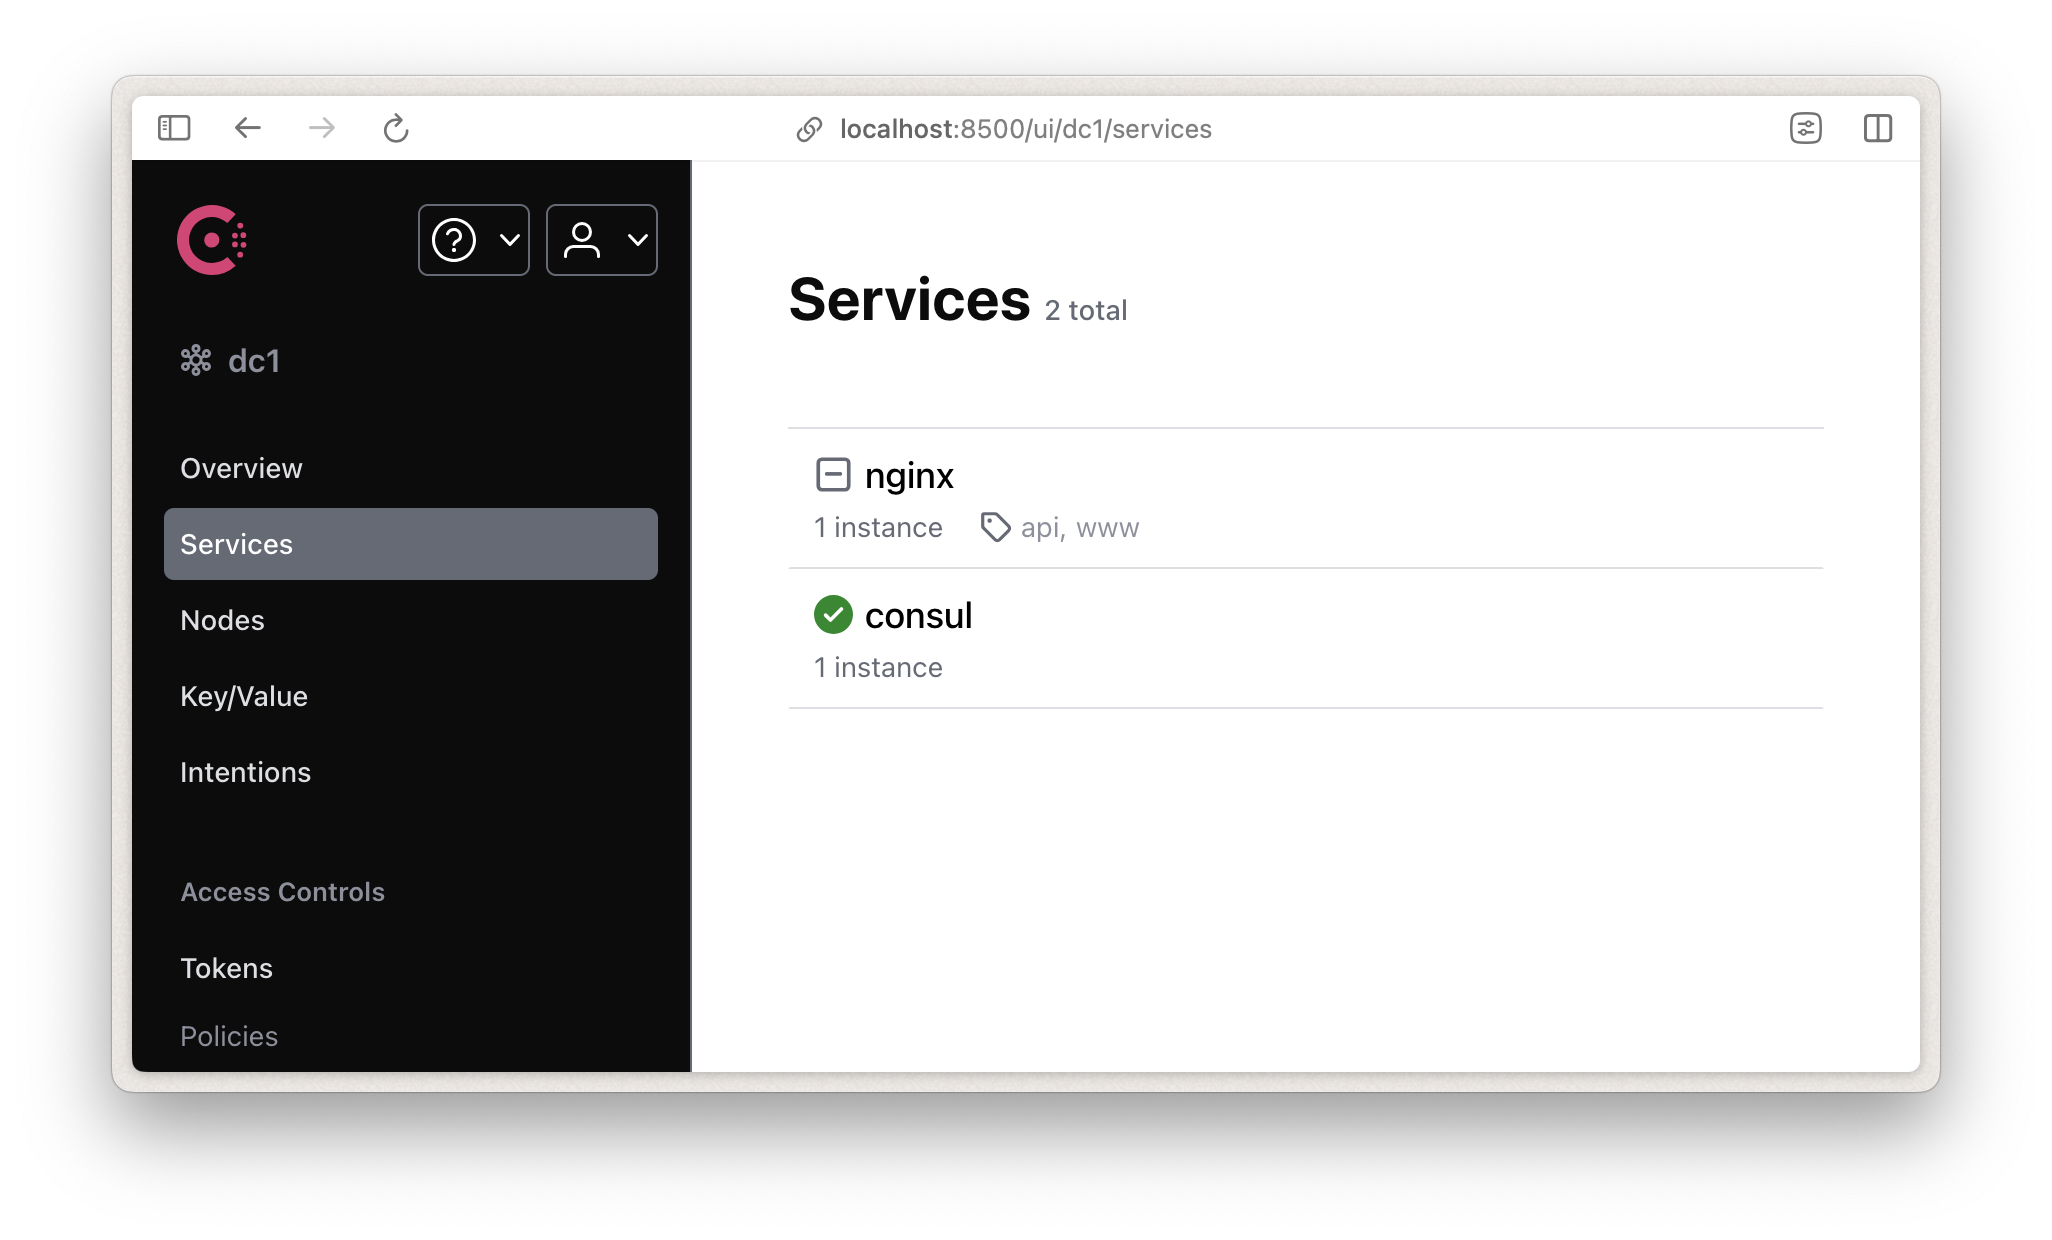 localhost:8500/ui/dc1/services
dc1
Overview
Services
Nodes
Key/Value
Intentions
Access Controls
Tokens
Policies
Services 2 total
nginx
1 instance api, www
consul
1 instance